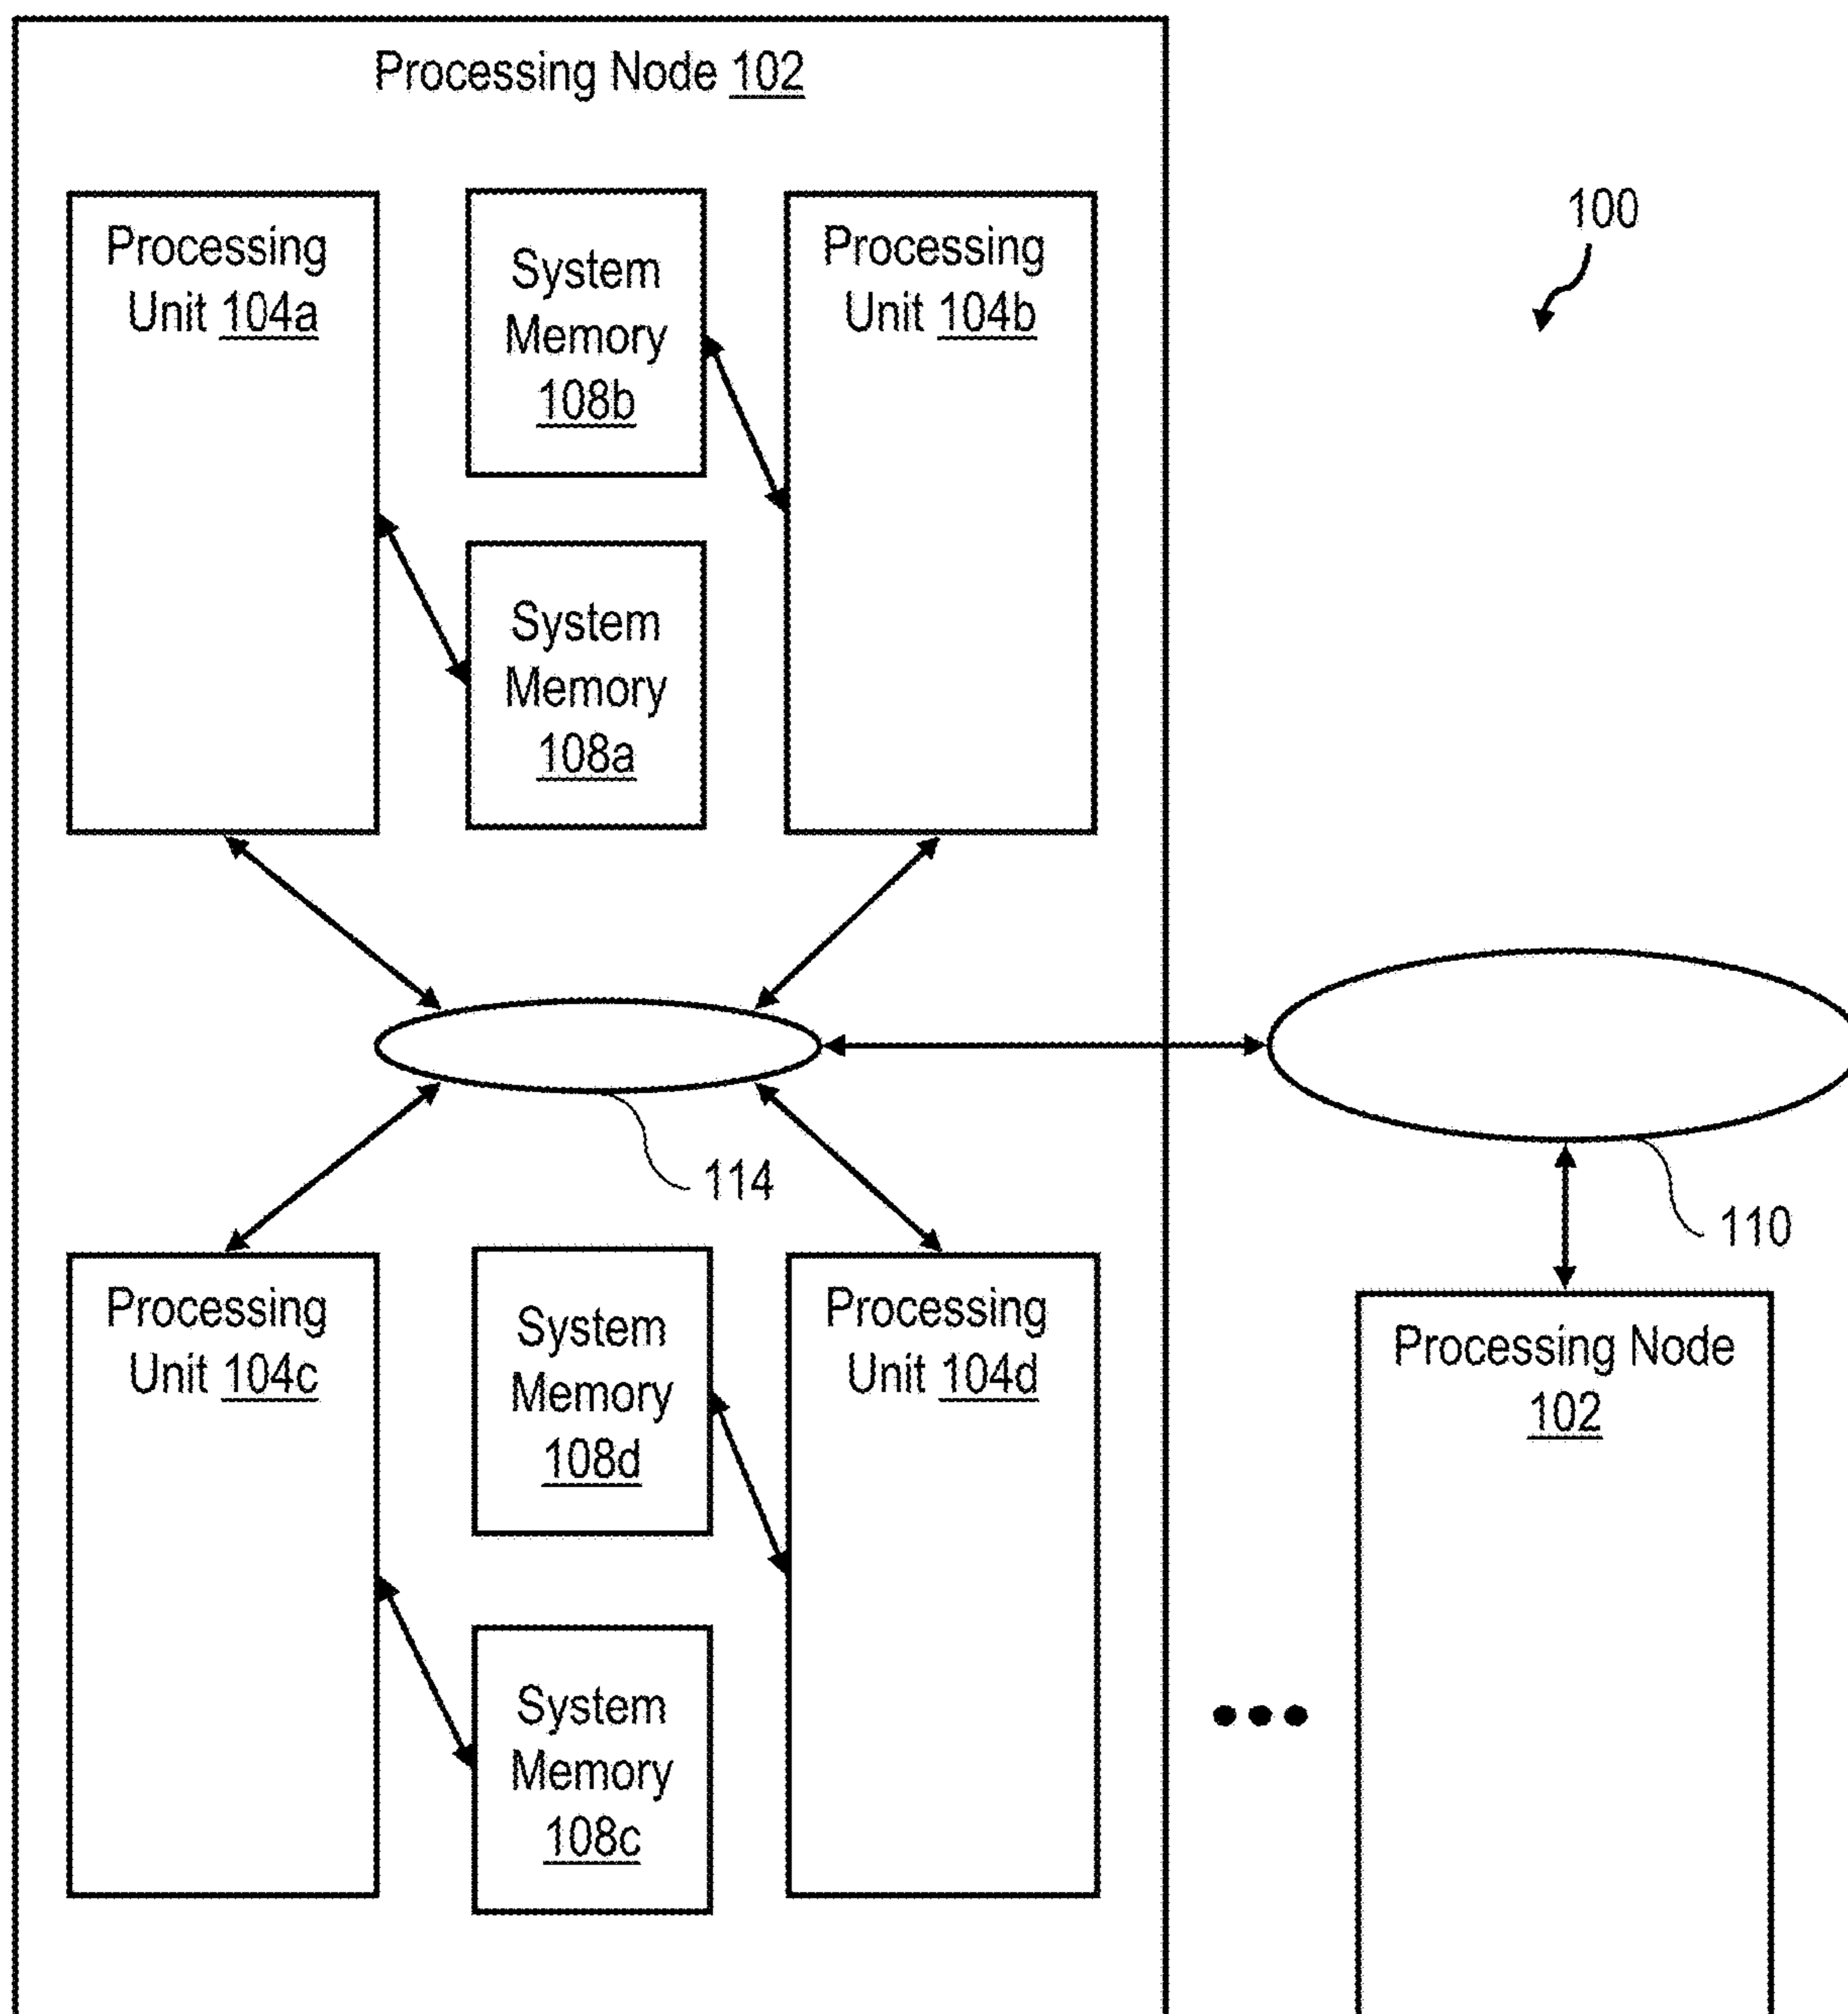 Processing Node 102
Processing
Unit 104a
System
Memory
108b
Processing
Unit 104b
100
System
Memory
108a
114
110
Processing
Unit 104c
System
Memory
108d
Processing
Unit 104d
Processing Node
102
System
Memory
108c